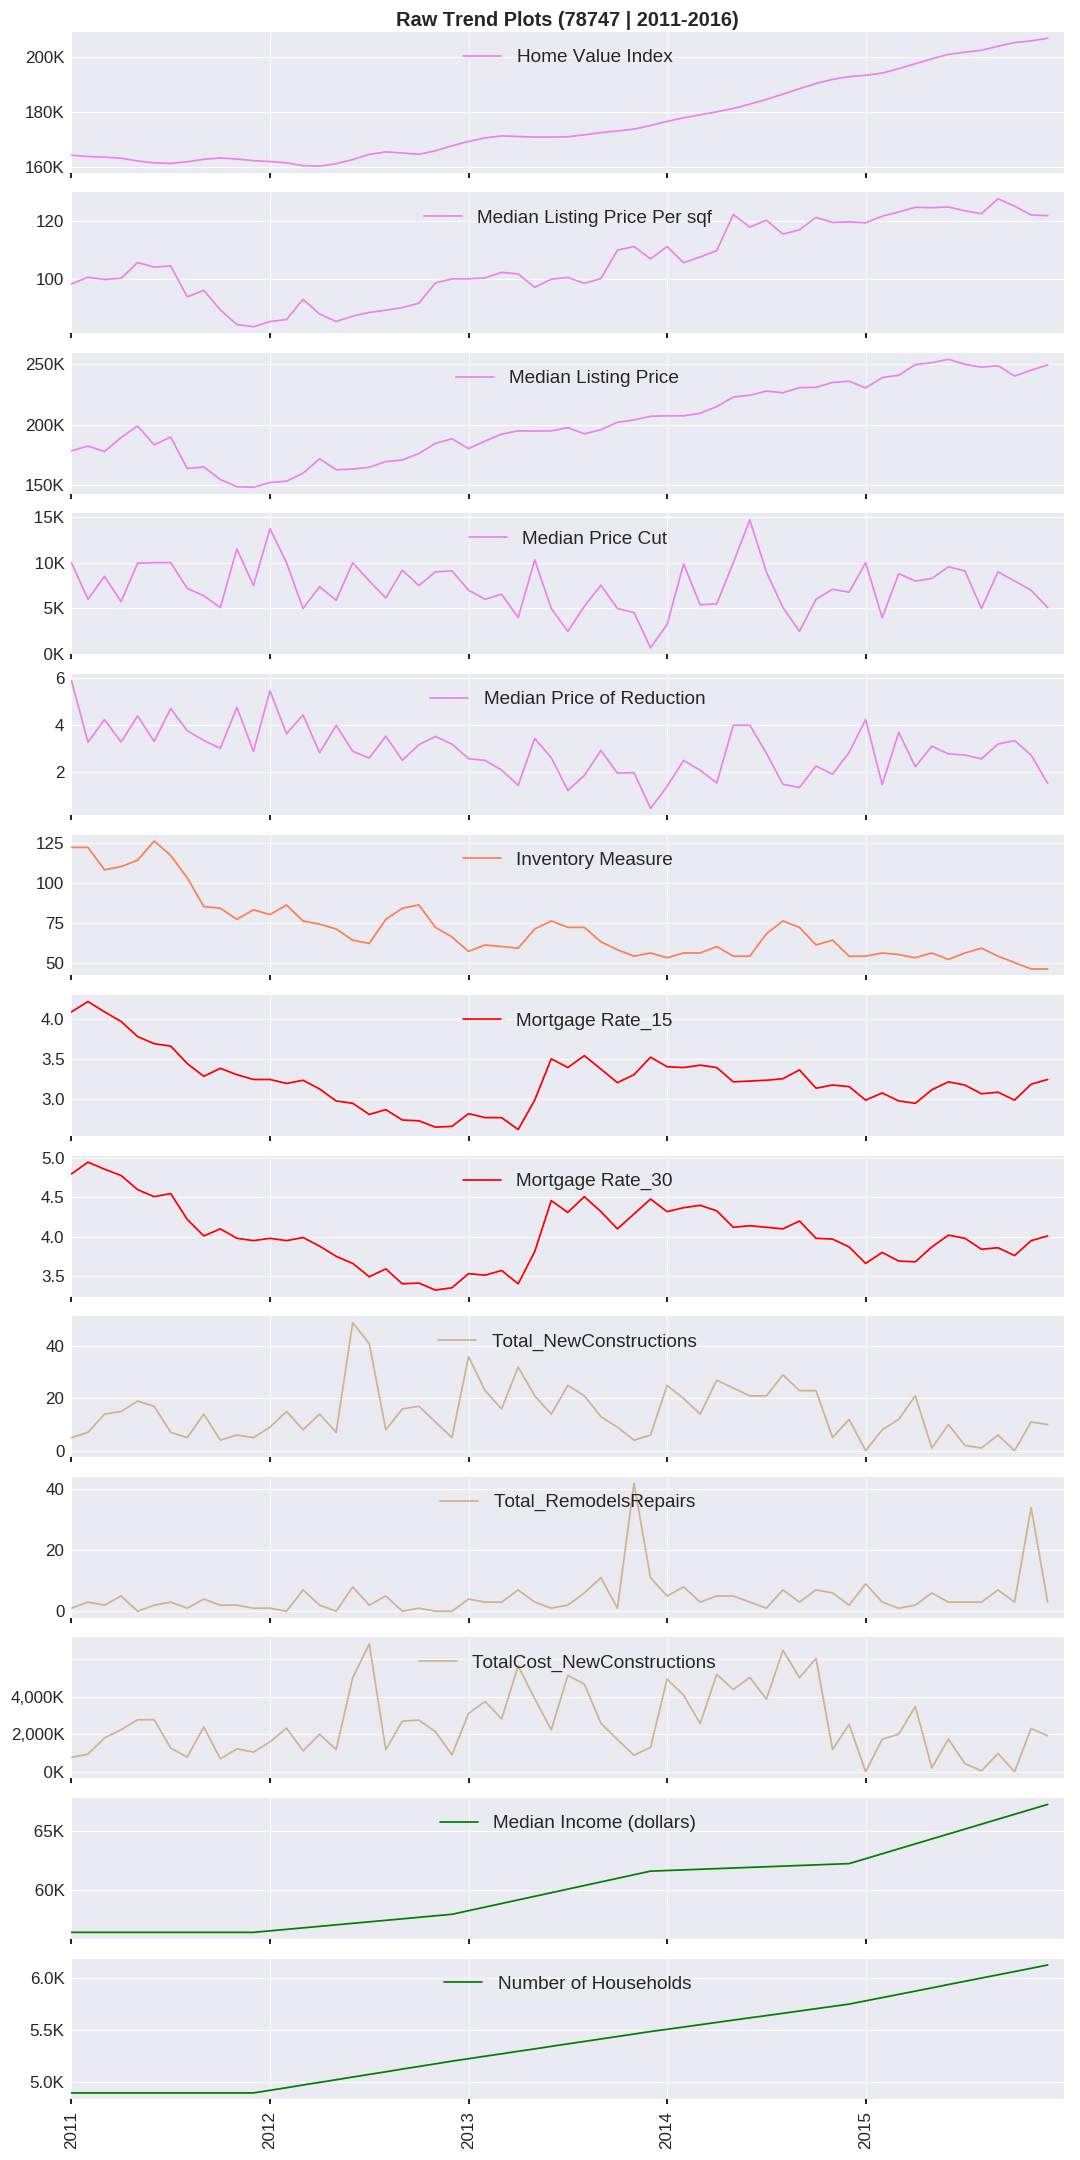 Raw Trend Plots (78747 | 2011-2016)
Home Value Index
200K
180K
160K
Median Listing Price Per sqf
120
100
Median Listing Price
250K
200K
150K
Median Price Cut
15K
10K
5K
0K
Median Price of Reduction
6
4
2
Inventory Measure
125
100
75
50
Mortgage Rate_15
4.0
3.5
3.0
Mortgage Rate_30
5.0
4.5
4.0
3.5
Total_NewConstructions
40
20
0
Total_RemodelsRepairs
40
20
0
TotalCost_NewConstructions
4,000K
2,000K
0K
Median Income (dollars)
65K
60K
Number of Households
6.0K
5.5K
5.0K
2011
2012
2013
2014
2015